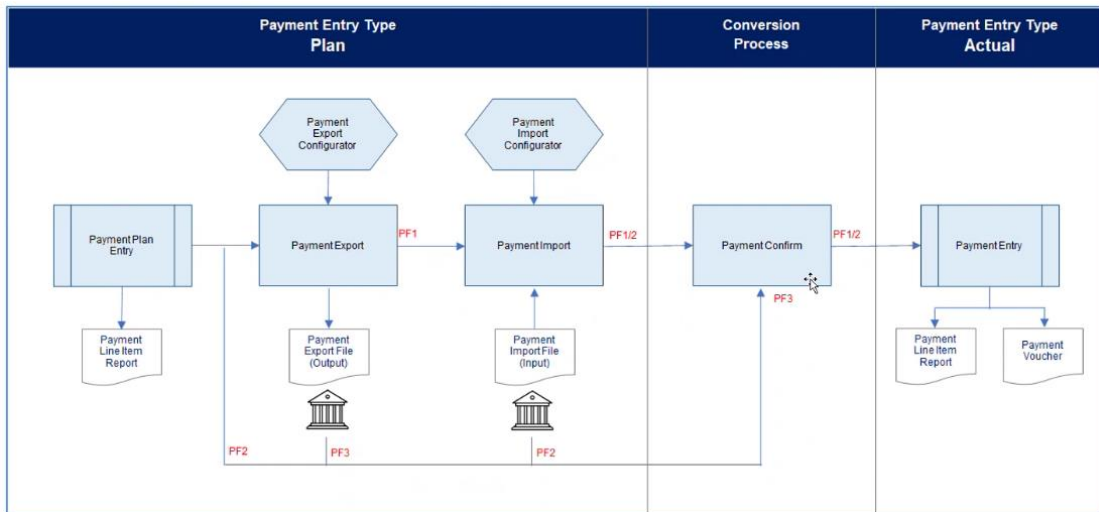 Payment Entry Type
Plan
Conversion
Process
Payment Entry Type
Actual
Payment
Export
Configurator
Payment
Import
Configurator
Payment Plan
Entry
Payment Export
PF1
Payment Import
PF1/2
Payment Confirm
PF1/2
Payment Entry
PF3
Payment
Line Item
Report
Payment
Export File
(Output)
Payment
Import File
(Input)
Payment
Line Item
Report
Payment
Voucher
PF2
PF3
PF2